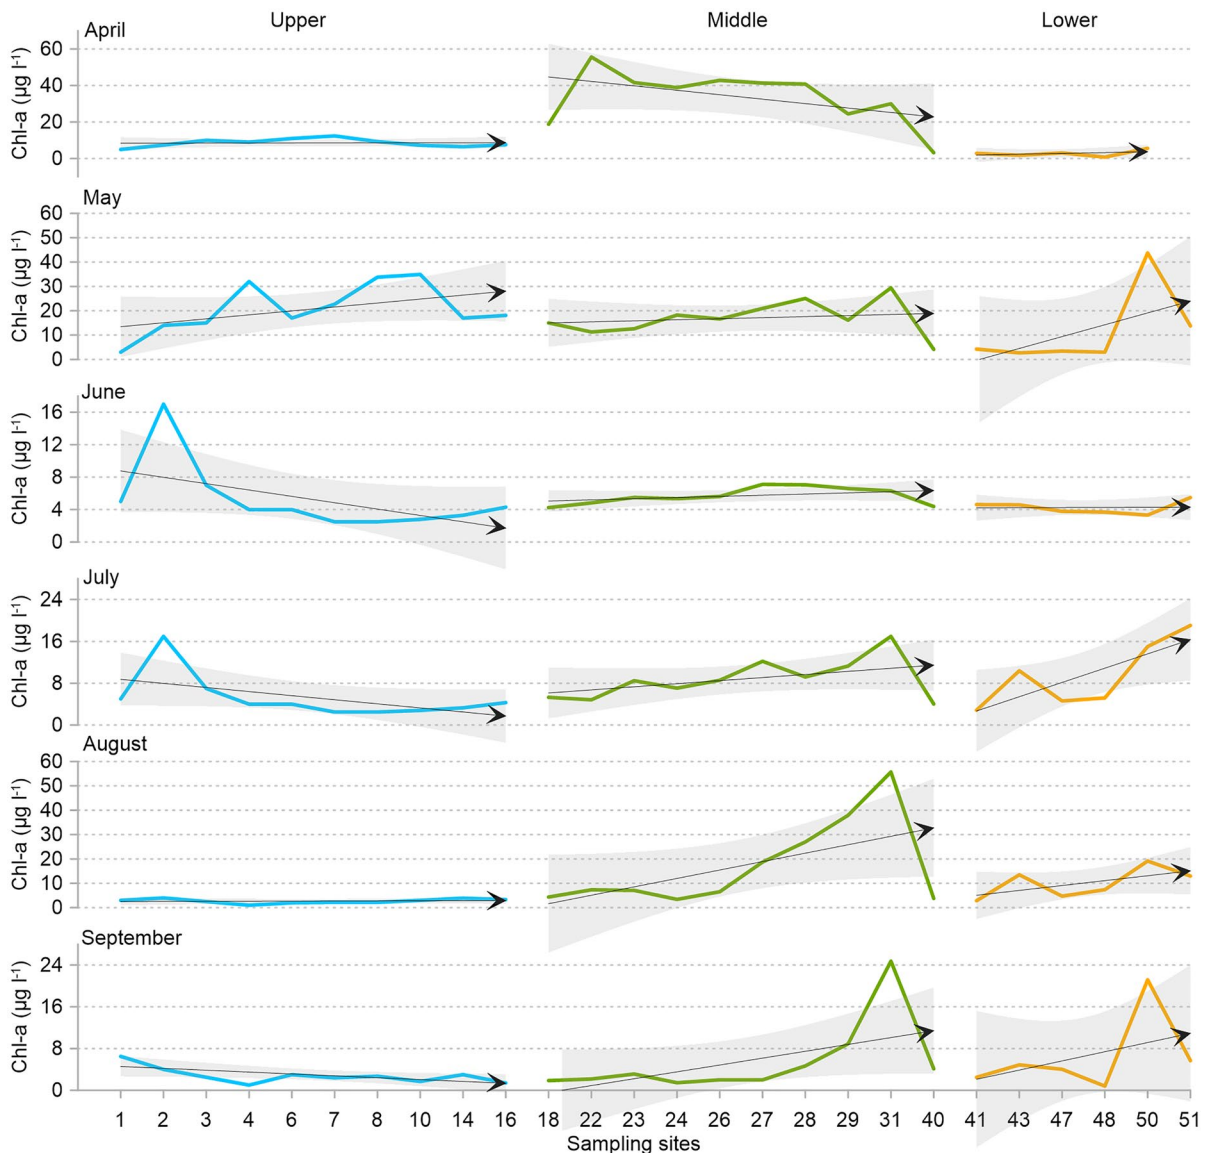 Upper Middle Lower
April
Chl-a (µg l-¹)
60
40
20
0
May
Chl-a (µg l-¹)
60
50
40
30
20
10
0
June
Chl-a (µg l-¹)
16
12
8
4
0
July
Chl-a (µg l-¹)
24
16
8
0
August
Chl-a (µg l-¹)
60
50
40
30
20
10
0
September
Chl-a (µg l-¹)
24
16
8
0
1 2 3 4 6 7 8 10 14 16 18 22 23 24 26 27 28 29 31 40 41 43 47 48 50 51
Sampling sites